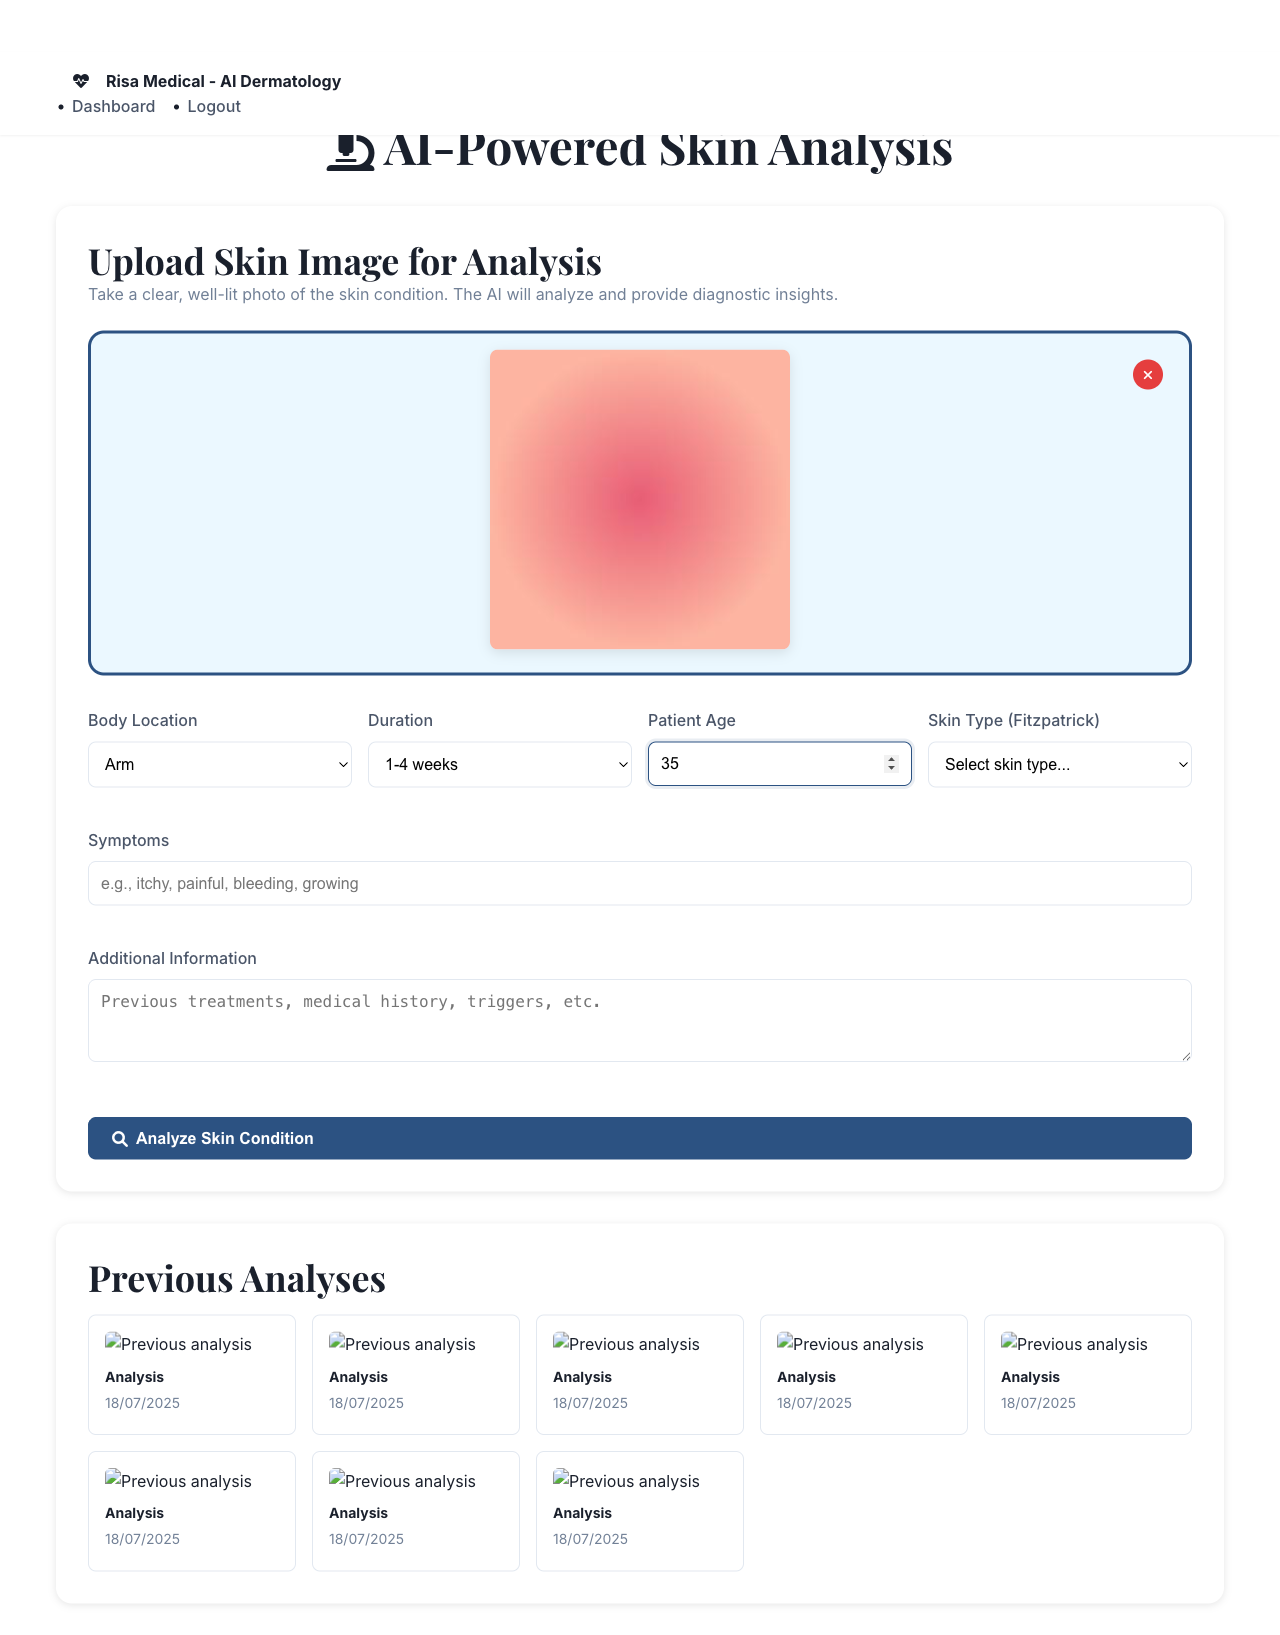 Risa Medical - AI Dermatology
• Dashboard • Logout
AI-Powered Skin Analysis
Upload Skin Image for Analysis
Take a clear, well-lit photo of the skin condition. The AI will analyze and provide diagnostic insights.
Body Location Duration Patient Age Skin Type (Fitzpatrick)
Arm 1-4 weeks 35 Select skin type...
Symptoms
e.g., itchy, painful, bleeding, growing
Additional Information
Previous treatments, medical history, triggers, etc.
Analyze Skin Condition
Previous Analyses
Previous analysis Previous analysis Previous analysis Previous analysis Previous analysis
Analysis Analysis Analysis Analysis Analysis
18/07/2025 18/07/2025 18/07/2025 18/07/2025 18/07/2025
Previous analysis Previous analysis Previous analysis
Analysis Analysis Analysis
18/07/2025 18/07/2025 18/07/2025